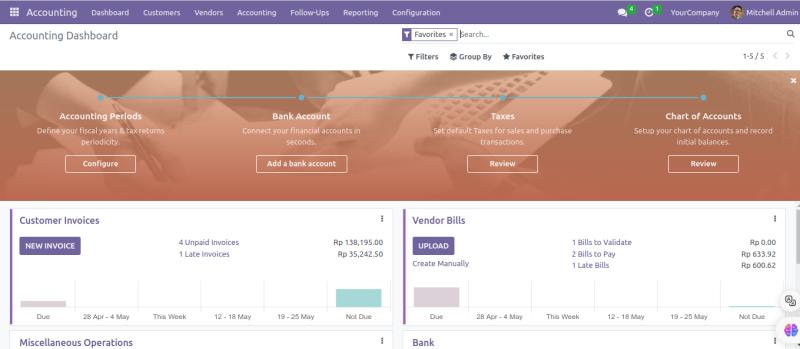 Accounting Dashboard Customers Vendors Accounting Follow-Ups Reporting Configuration 4 1 YourCompany Mitchell Admin
Accounting Dashboard Favorites × Search...
Filters Group By Favorites 1-5 / 5
Accounting Periods
Define your fiscal years & tax returns
periodicity.
Configure
Bank Account
Connect your financial accounts in
seconds.
Add a bank account
Taxes
Set default Taxes for sales and purchase
transactions.
Review
Chart of Accounts
Setup your chart of accounts and record
initial balances.
Review
Customer Invoices
NEW INVOICE
4 Unpaid Invoices Rp 138,195.00
1 Late Invoices Rp 35,242.50
Due 28 Apr - 4 May This Week 12 - 18 May 19 - 25 May Not Due
Vendor Bills
UPLOAD
Create Manually
1 Bills to Validate Rp 0.00
2 Bills to Pay Rp 633.92
1 Late Bills Rp 600.62
Due 28 Apr - 4 May This Week 12 - 18 May 19 - 25 May Not Due
Miscellaneous Operations
Bank